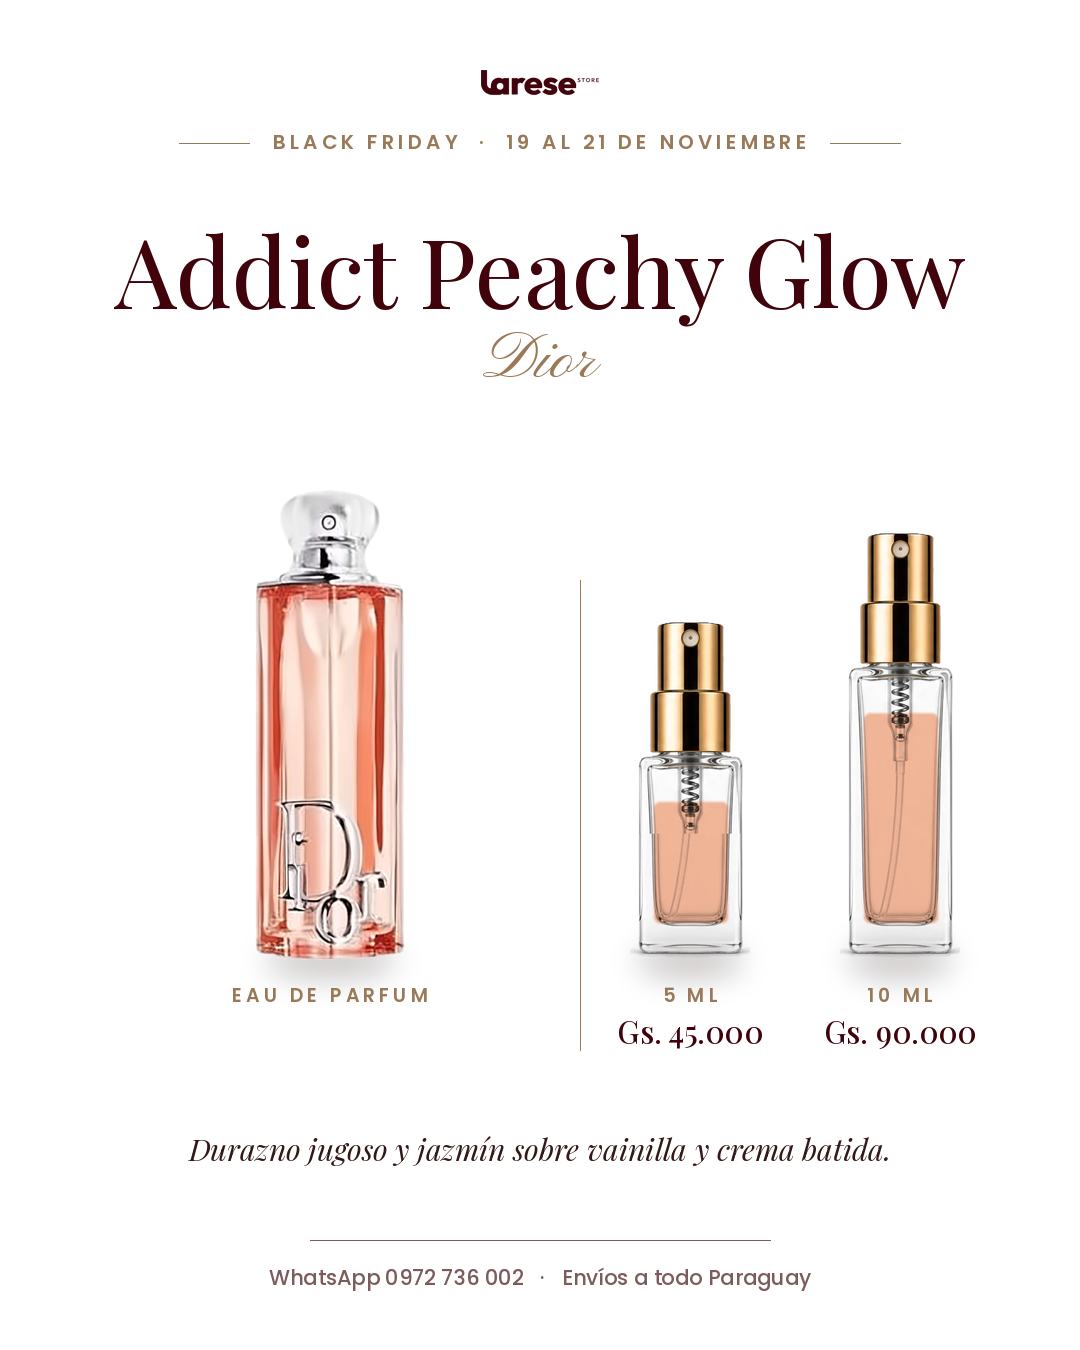 Larese STORE
BLACK FRIDAY · 19 AL 21 DE NOVIEMBRE
Addict Peachy Glow
Dior
Dior
EAU DE PARFUM
5 ML
Gs. 45.000
10 ML
Gs. 90.000
Durazno jugoso y jazmín sobre vainilla y crema batida.
WhatsApp 0972 736 002 · Envíos a todo Paraguay